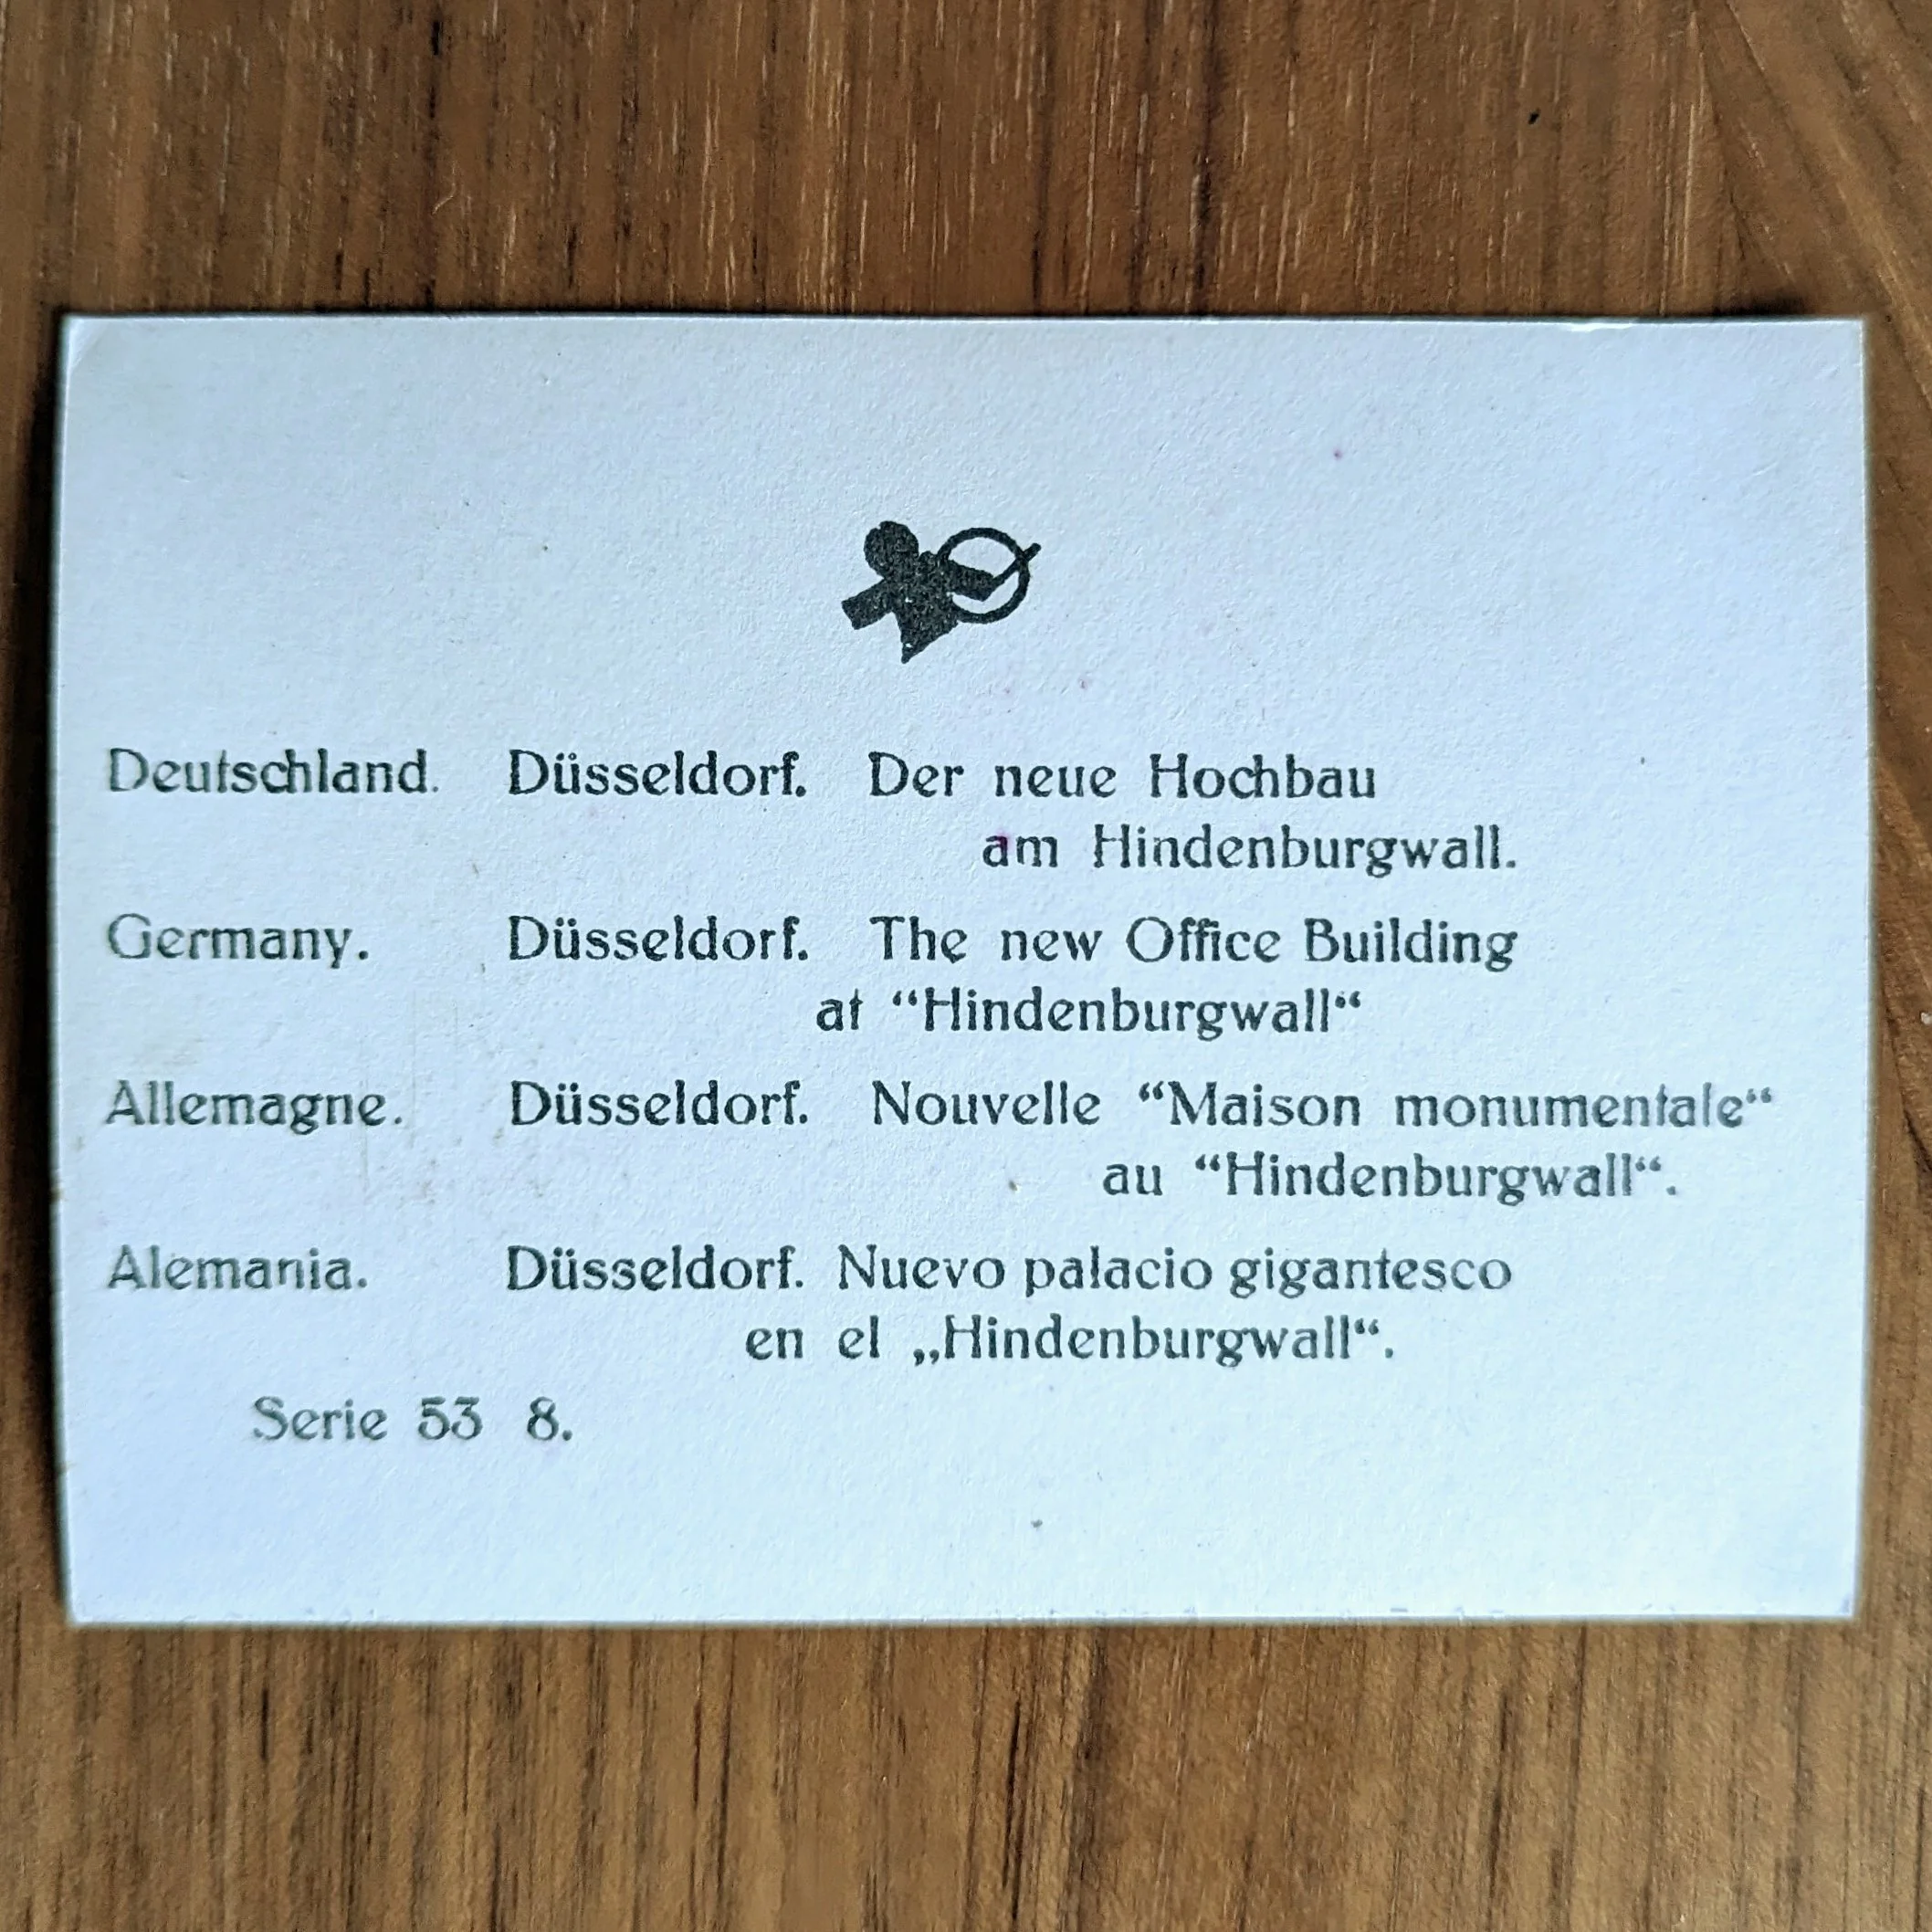 Deutschland. Düsseldorf. Der neue Hochbau
am Hindenburgwall.
Germany. Düsseldorf. The new Office Building
at “Hindenburgwall“
Allemagne. Düsseldorf. Nouvelle “Maison monumentale“
au “Hindenburgwall“.
Alemania. Düsseldorf. Nuevo palacio gigantesco
en el „Hindenburgwall“.
Serie 53 8.